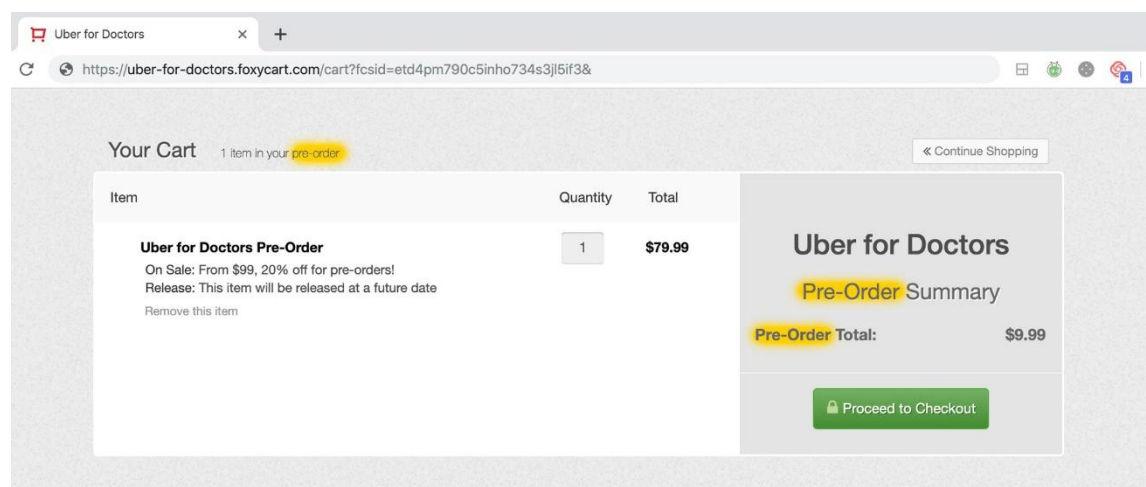 Uber for Doctors
https://uber-for-doctors.foxycart.com/cart?fcsid=etd4pm790c5inho734s3jl5if3&
4
Your Cart 1 item in your pre-order
« Continue Shopping
Item Quantity Total
Uber for Doctors Pre-Order 1 $79.99
On Sale: From $99, 20% off for pre-orders!
Release: This item will be released at a future date
Remove this item
Uber for Doctors
Pre-Order Summary
Pre-Order Total: $9.99
Proceed to Checkout